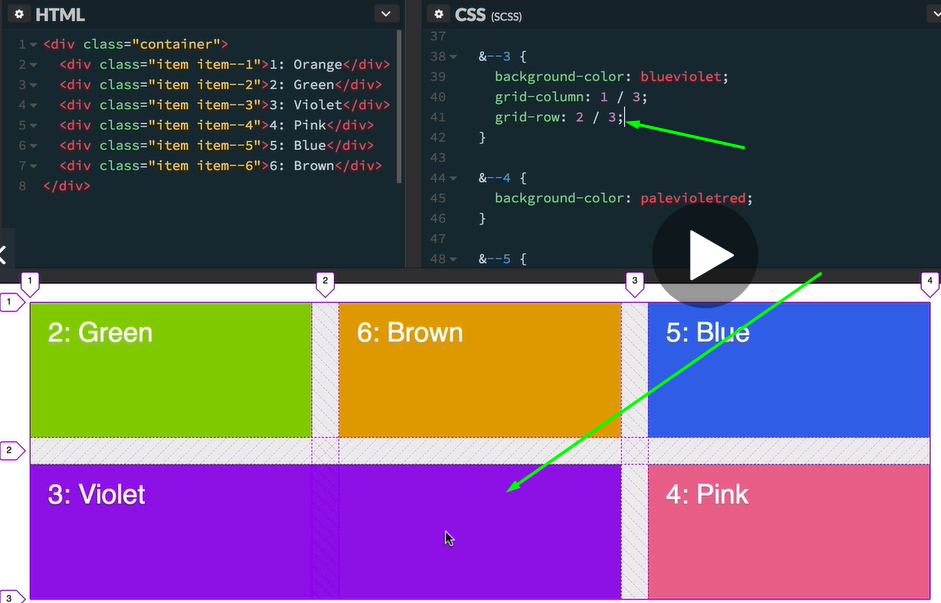 HTML
1 <div class="container">
2 <div class="item item--1">1: Orange</div>
3 <div class="item item--2">2: Green</div>
4 <div class="item item--3">3: Violet</div>
5 <div class="item item--4">4: Pink</div>
6 <div class="item item--5">5: Blue</div>
7 <div class="item item--6">6: Brown</div>
8 </div>
CSS (SCSS)
37
38 &--3 {
39 background-color: blueviolet;
40 grid-column: 1 / 3;
41 grid-row: 2 / 3;
42 }
43
44 &--4 {
45 background-color: palevioletred;
46 }
47
48 &--5 {
1 2 3 4
1
2: Green 6: Brown 5: Blue
2
3: Violet 4: Pink
3